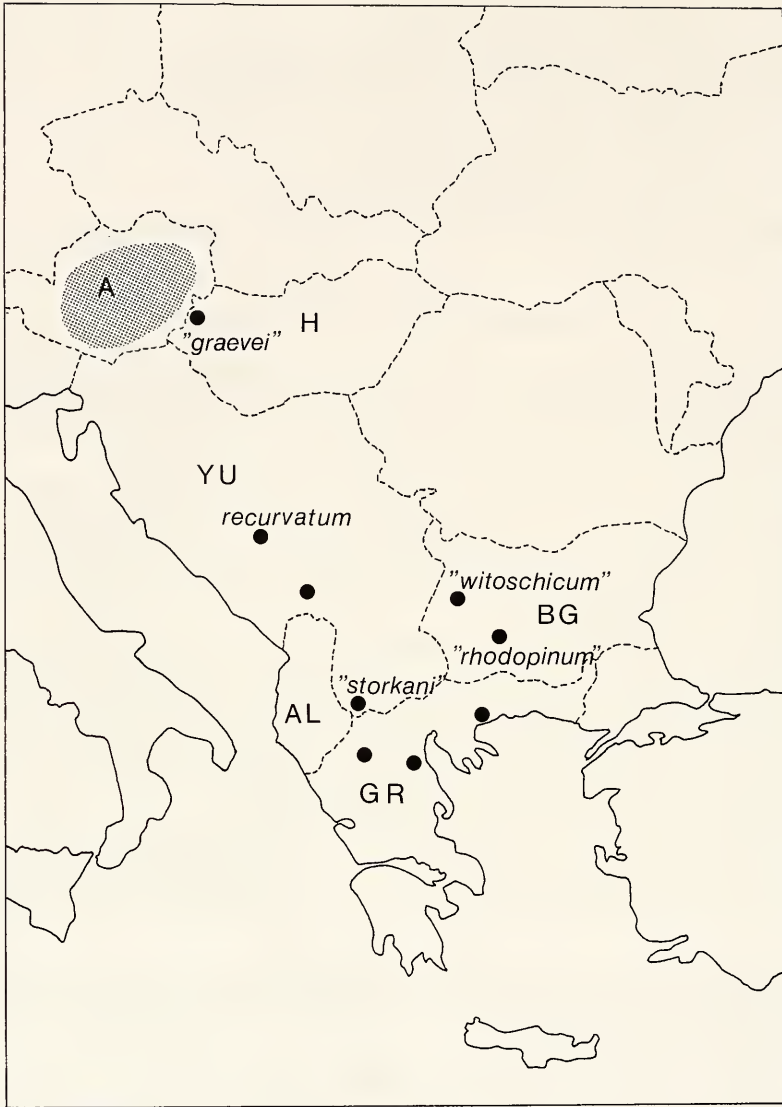 A
H
"graevei"
YU
recurvatum
"witoschicum"
BG
"rhodopinum"
"storkani"
AL
GR